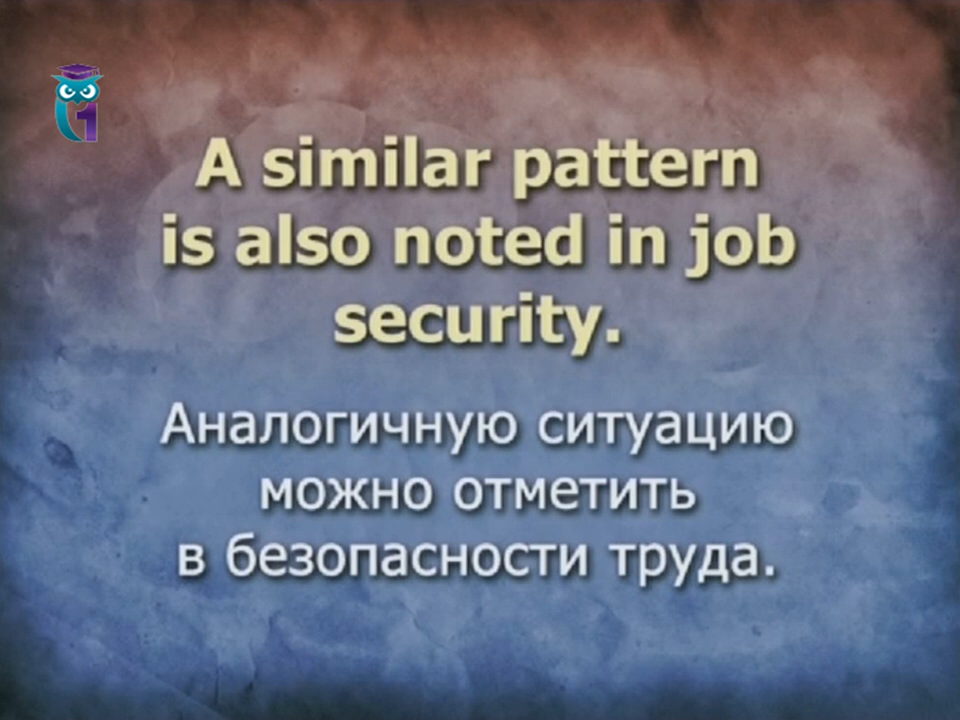 A similar pattern
is also noted in job
security.
Аналогичную ситуацию
можно отметить
в безопасности труда.